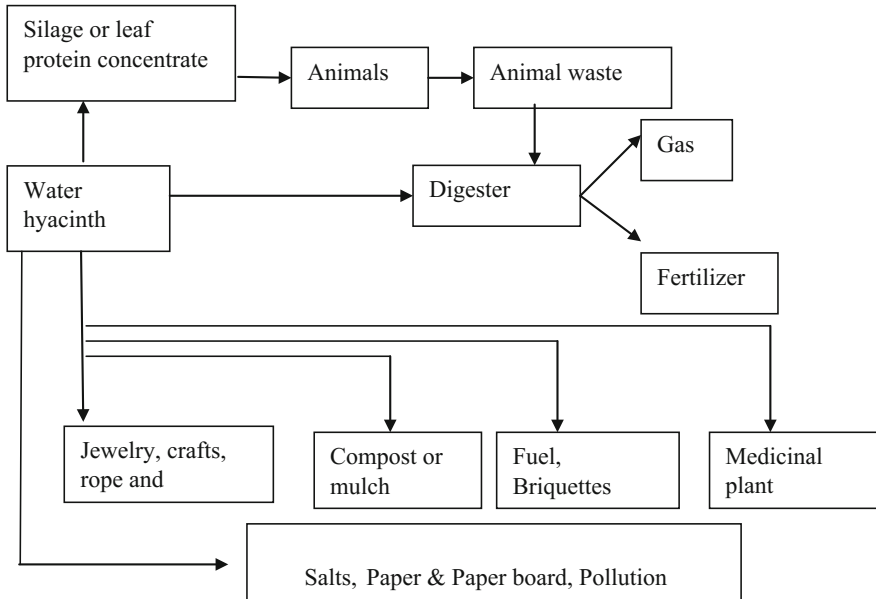 Silage or leaf
protein concentrate
Animals
Animal waste
Gas
Water
hyacinth
Digester
Fertilizer
Jewelry, crafts,
rope and
Compost or
mulch
Fuel,
Briquettes
Medicinal
plant
Salts, Paper & Paper board, Pollution